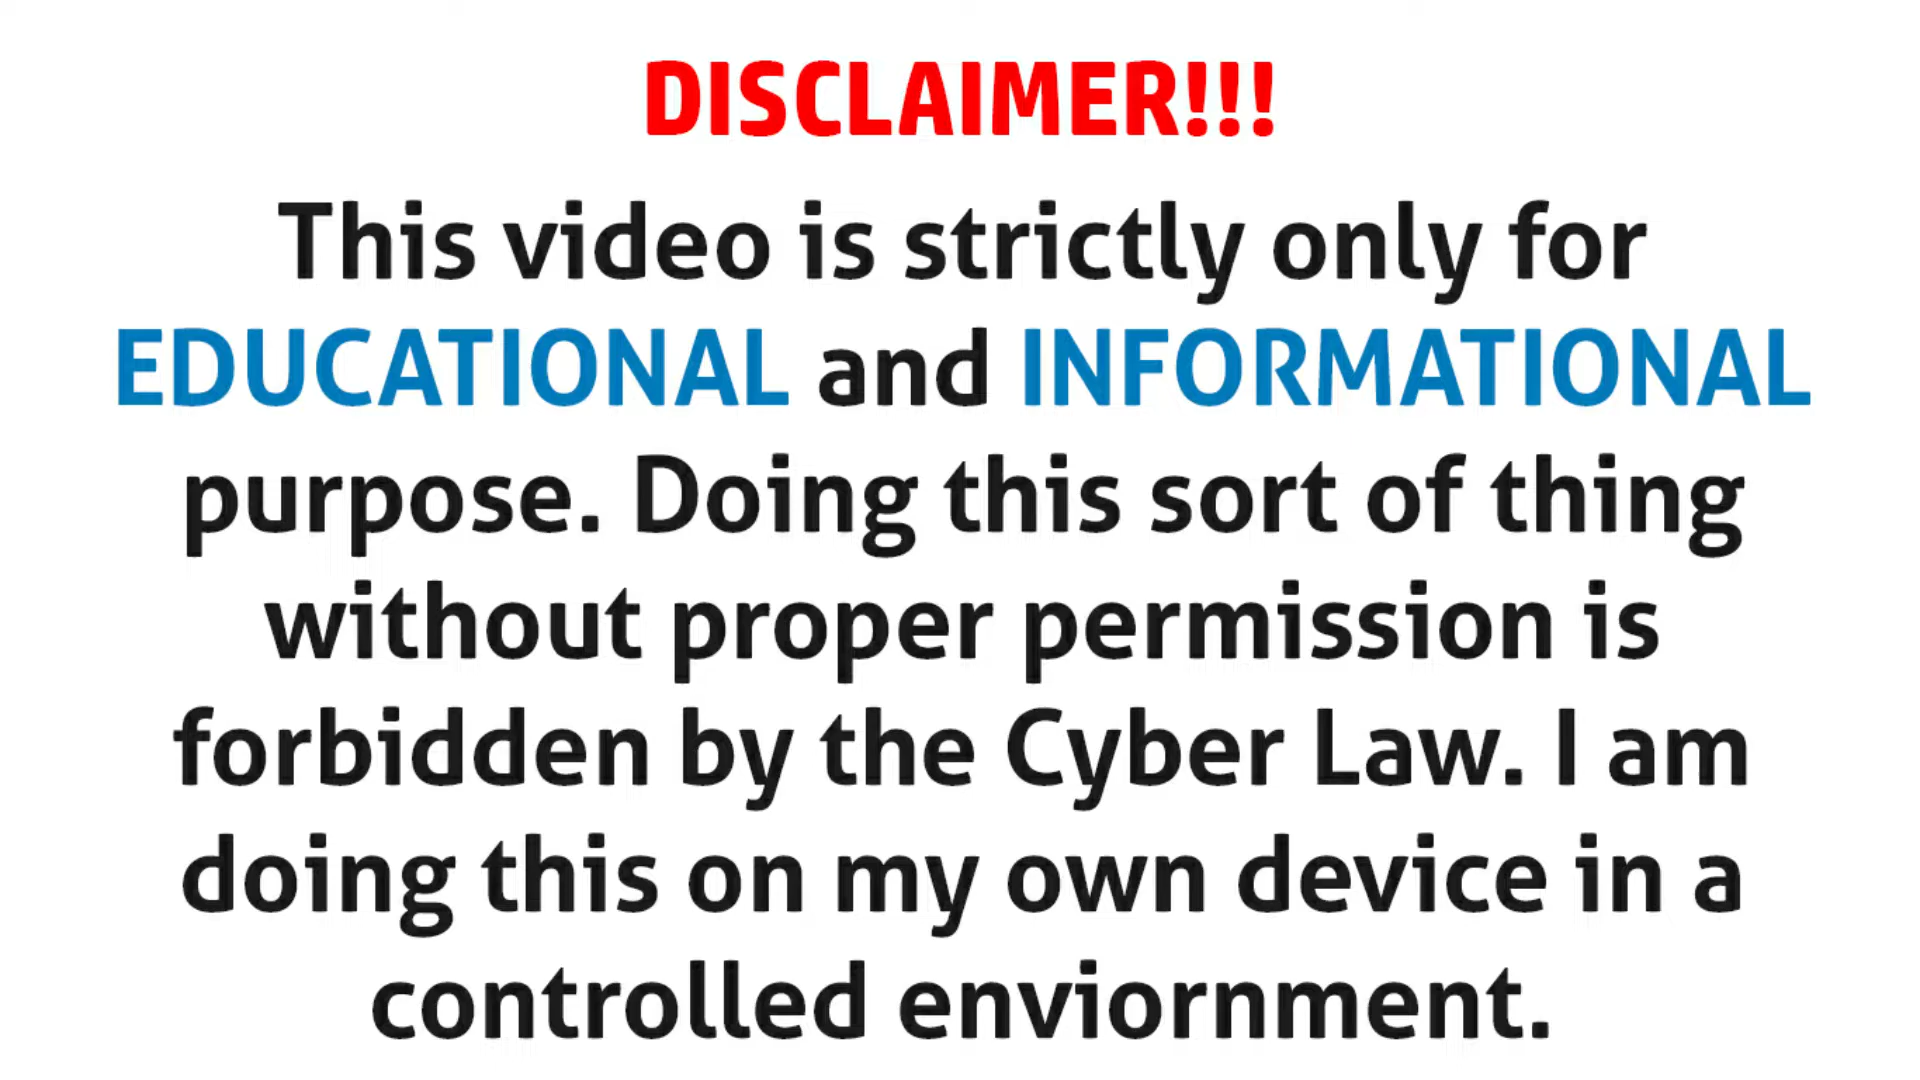 DISCLAIMER!!!
This video is strictly only for
EDUCATIONAL and INFORMATIONAL
purpose. Doing this sort of thing
without proper permission is
forbidden by the Cyber Law. I am
doing this on my own device in a
controlled enviornment.